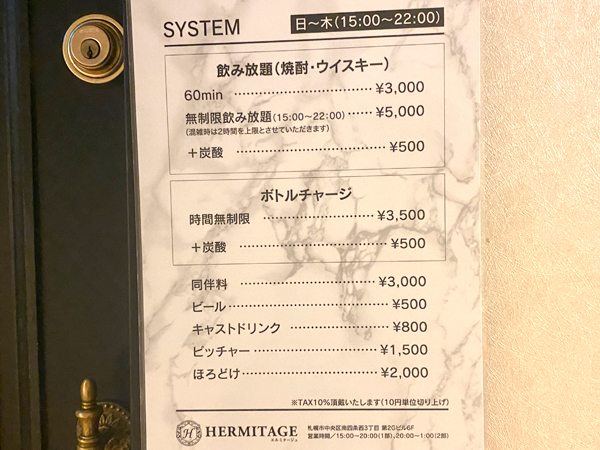 SYSTEM 日～木(15:00～22:00)
飲み放題(焼酎・ウイスキー)
60min ¥3,000
無制限飲み放題(15:00～22:00) ¥5,000
(混雑時は2時間を上限とさせていただきます)
＋炭酸 ¥500
ボトルチャージ
時間無制限 ¥3,500
＋炭酸 ¥500
同伴料 ¥3,000
ビール ¥500
キャストドリンク ¥800
ピッチャー ¥1,500
ほろどけ ¥2,000
※TAX10%頂戴いたします(10円単位切り上げ)
H HERMITAGE
エルミタージュ
札幌市中央区南四条西3丁目 第2Gビル6F
営業時間／15:00～20:00(1部)、20:00～1:00(2部)